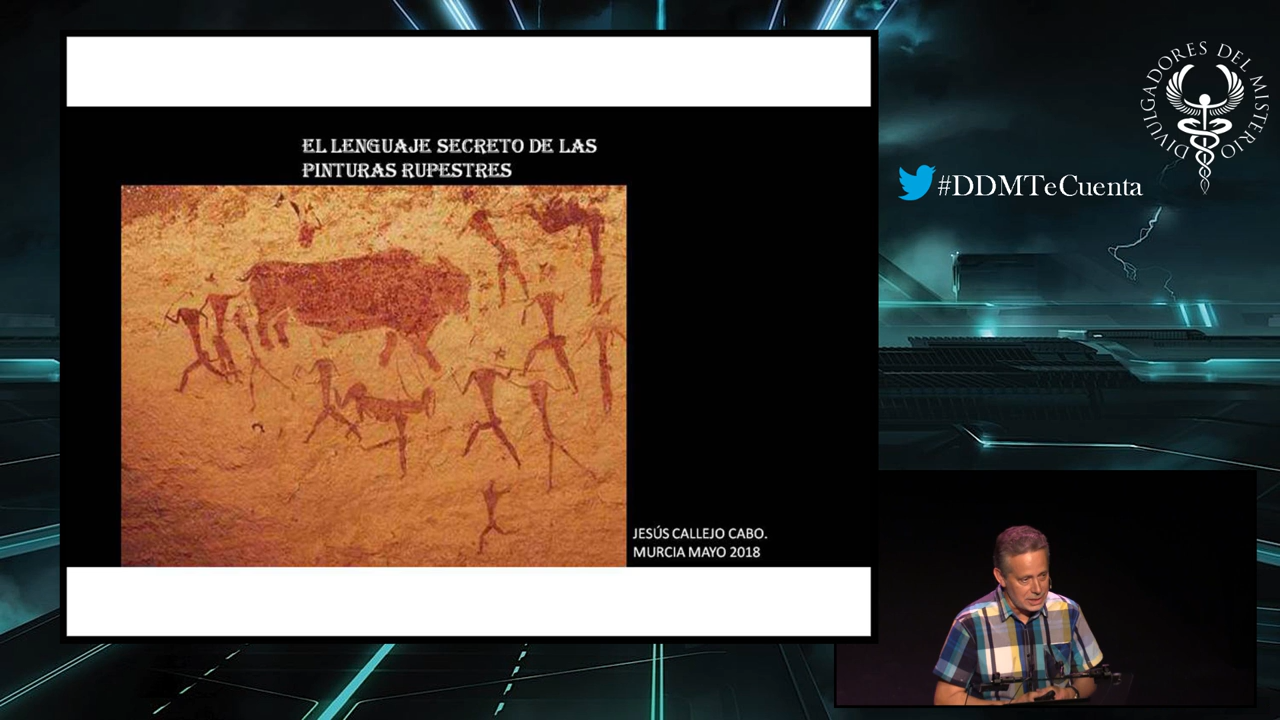 EL LENGUAJE SECRETO DE LAS
PINTURAS RUPESTRES
JESÚS CALLEJO CABO.
MURCIA MAYO 2018
#DDMTeCuenta
DIVULGADORES DEL MISTERIO